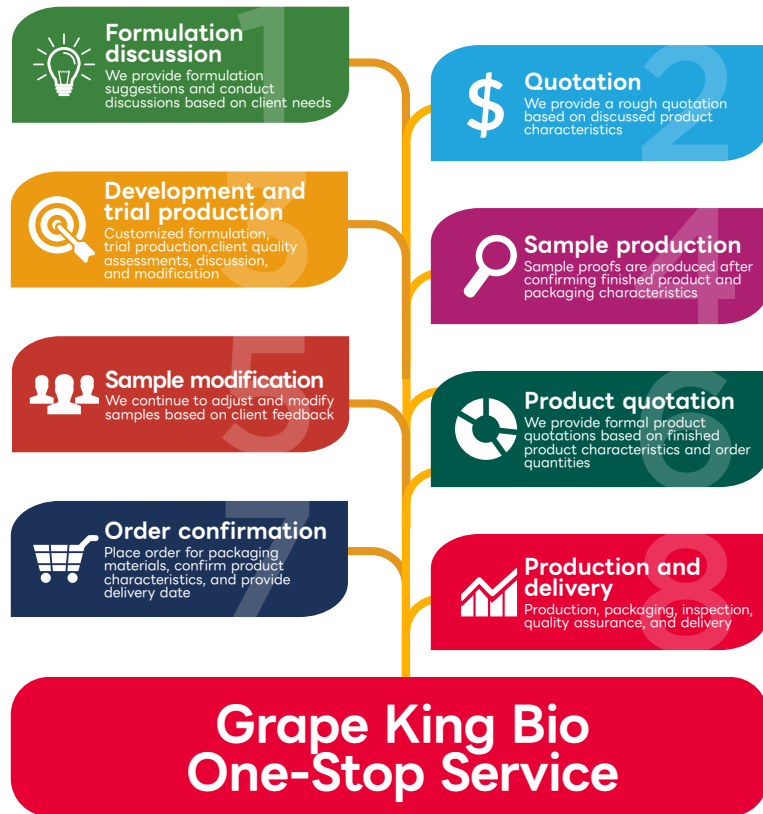 1
Formulation
discussion
We provide formulation
suggestions and conduct
discussions based on client needs
2
Quotation
We provide a rough quotation
based on discussed product
characteristics
3
Development and
trial production
Customized formulation,
trial production,client quality
assessments, discussion,
and modification
4
Sample production
Sample proofs are produced after
confirming finished product and
packaging characteristics
5
Sample modification
We continue to adjust and modify
samples based on client feedback
6
Product quotation
We provide formal product
quotations based on finished
product characteristics and order
quantities
7
Order confirmation
Place order for packaging
materials, confirm product
characteristics, and provide
delivery date
8
Production and
delivery
Production, packaging, inspection,
quality assurance, and delivery
Grape King Bio
One-Stop Service